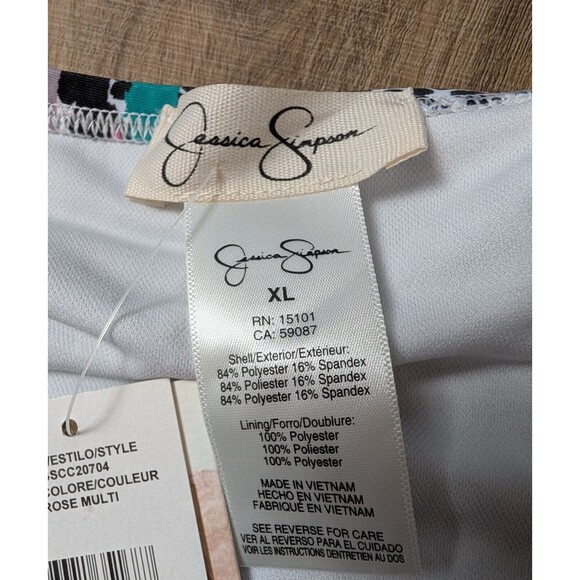 Jessica Simpson
Jessica Simpson
XL
RN: 15101
CA: 59087
Shell/Exterior/Extérieur:
84% Polyester 16% Spandex
84% Poliester 16% Spandex
84% Polyester 16% Spandex
Lining/Forro/Doublure:
100% Polyester
100% Poliester
100% Polyester
MADE IN VIETNAM
HECHO EN VIETNAM
FABRIQUÉ EN VIETNAM
SEE REVERSE FOR CARE
VER AL REVERSO PARA EL CUIDADO
VOIR LES INSTRUCTIONS D'ENTRETIEN AU DOS
/ESTILO/STYLE
SCC20704
COLORE/COULEUR
ROSE MULTI